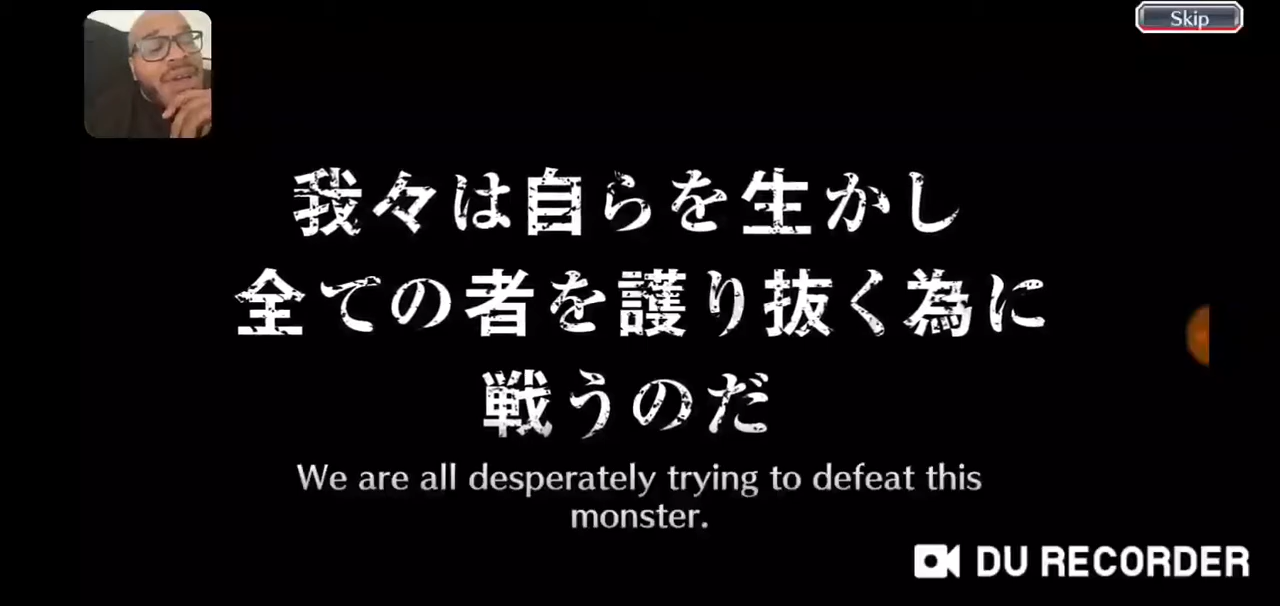 Skip
我々は自らを生かし
全ての者を護り抜く為に
戦うのだ
We are all desperately trying to defeat this
monster.
DU RECORDER